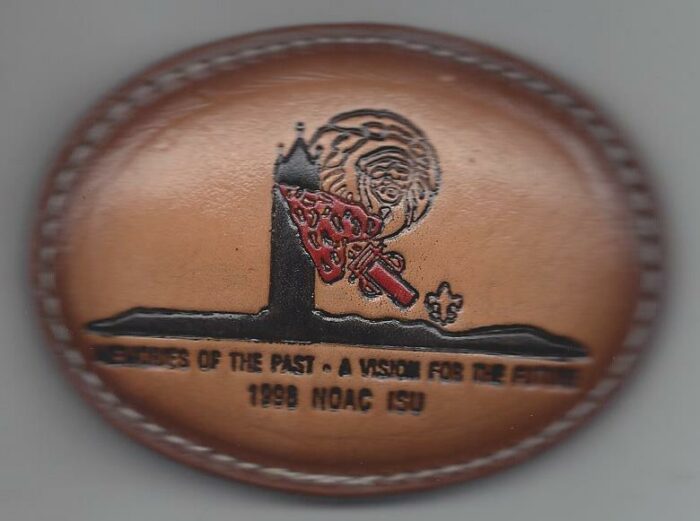 MEMORIES OF THE PAST • A VISION FOR THE FUTURE
1998 NOAC ISU